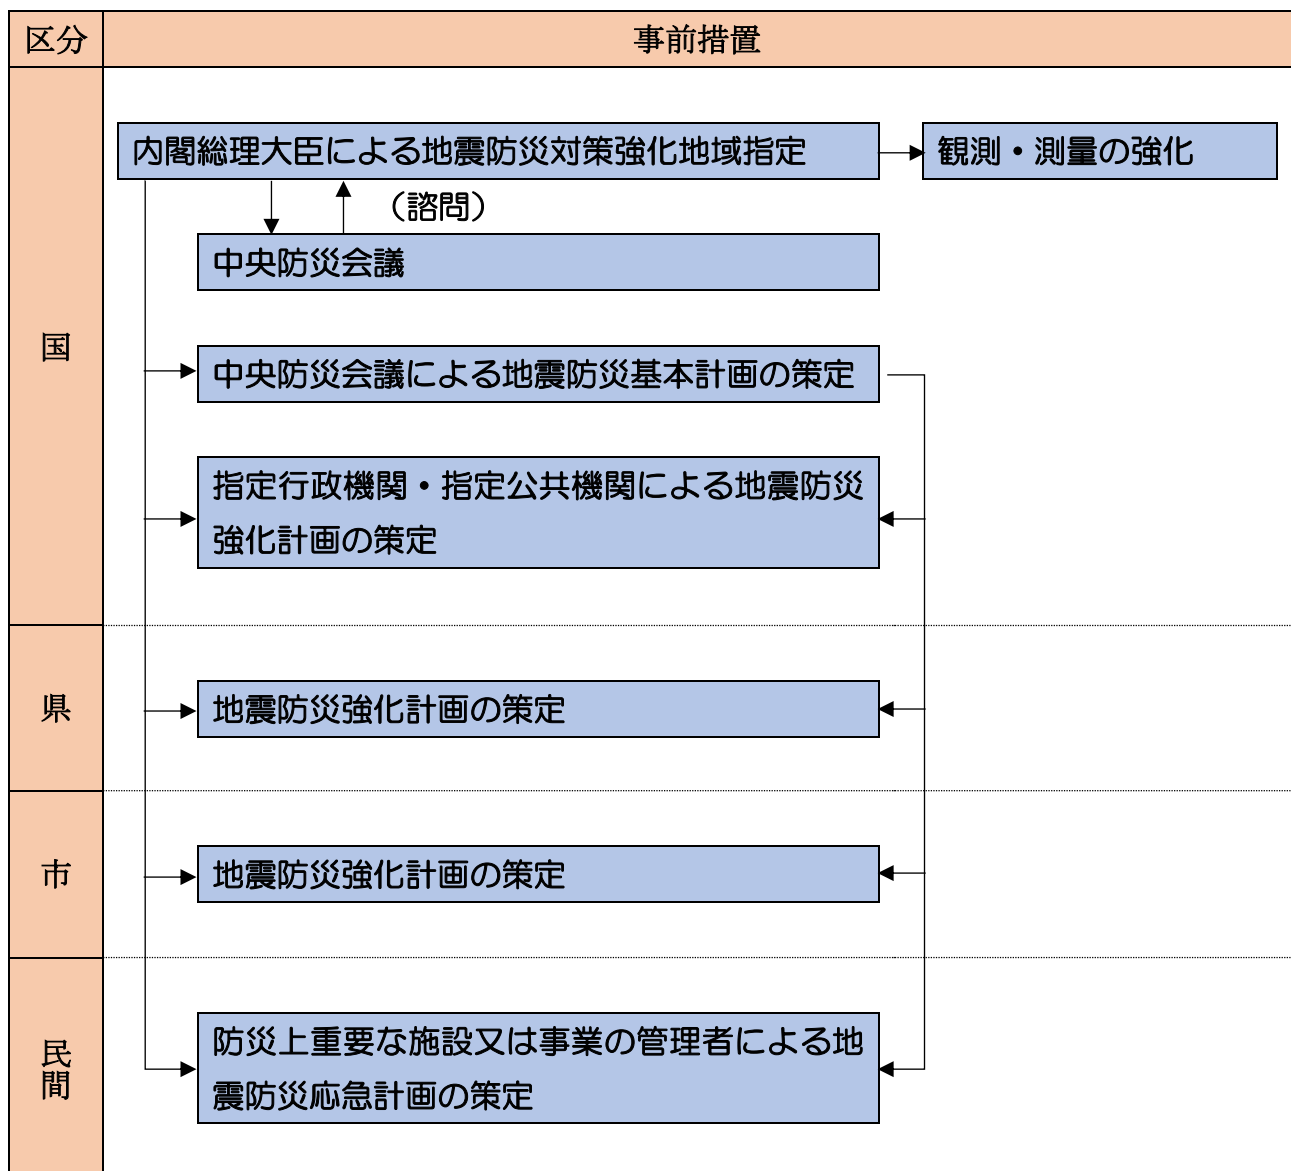 区分
事前措置
国
内閣総理大臣による地震防災対策強化地域指定
観測・測量の強化
（諮問）
中央防災会議
中央防災会議による地震防災基本計画の策定
指定行政機関・指定公共機関による地震防災
強化計画の策定
県
地震防災強化計画の策定
市
地震防災強化計画の策定
民間
防災上重要な施設又は事業の管理者による地
震防災応急計画の策定